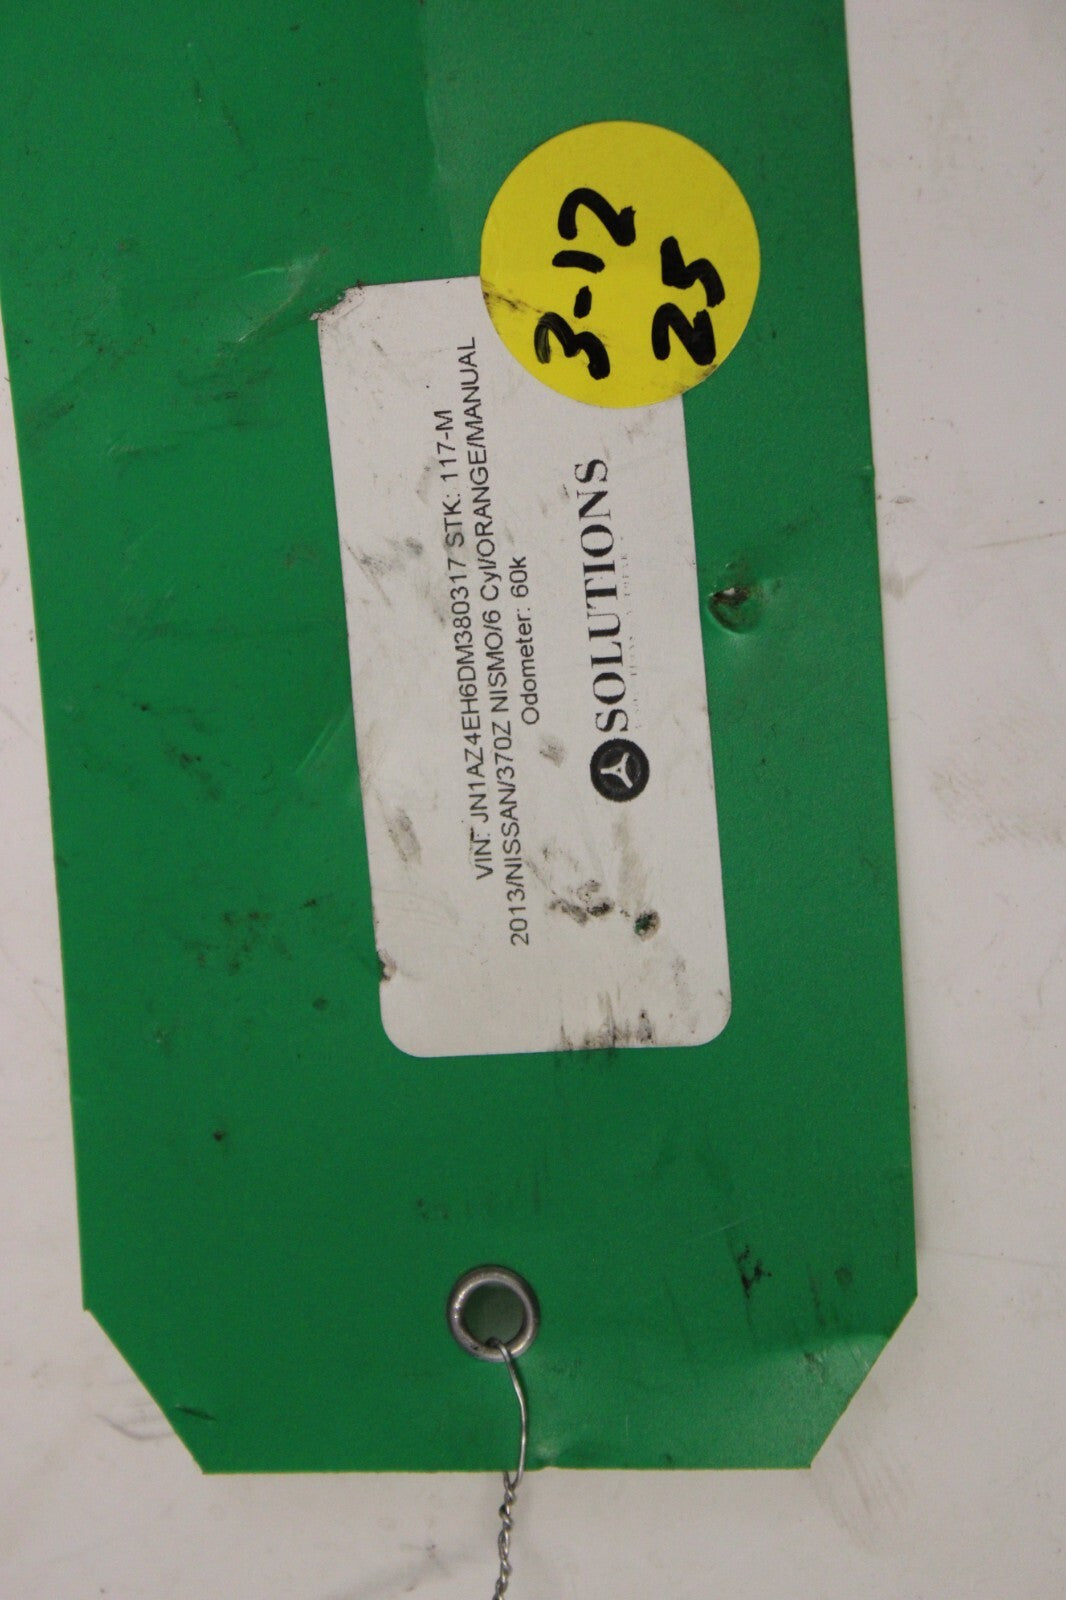 3-12
25
VIN: JN1AZ4EH6DM380317 STK: 117-M
2013/NISSAN/370Z NISMO/6 Cyl/ORANGE/MANUAL
Odometer: 60k
SOLUTIONS